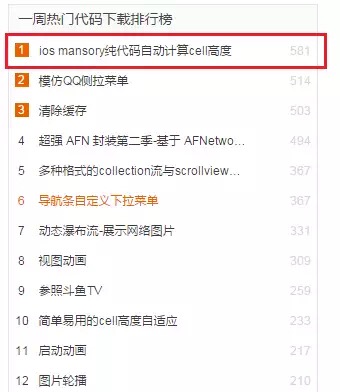 一周热门代码下载排行榜
1 ios mansory纯代码自动计算cell高度 581
2 模仿QQ侧拉菜单 514
3 清除缓存 503
4 超强 AFN 封装第二季-基于 AFNetwo... 494
5 多种格式的collection流与scrollview... 367
6 导航条自定义下拉菜单 367
7 动态瀑布流-展示网络图片 331
8 视图动画 309
9 参照斗鱼TV 259
10 简单易用的cell高度自适应 233
11 启动动画 217
12 图片轮播 210